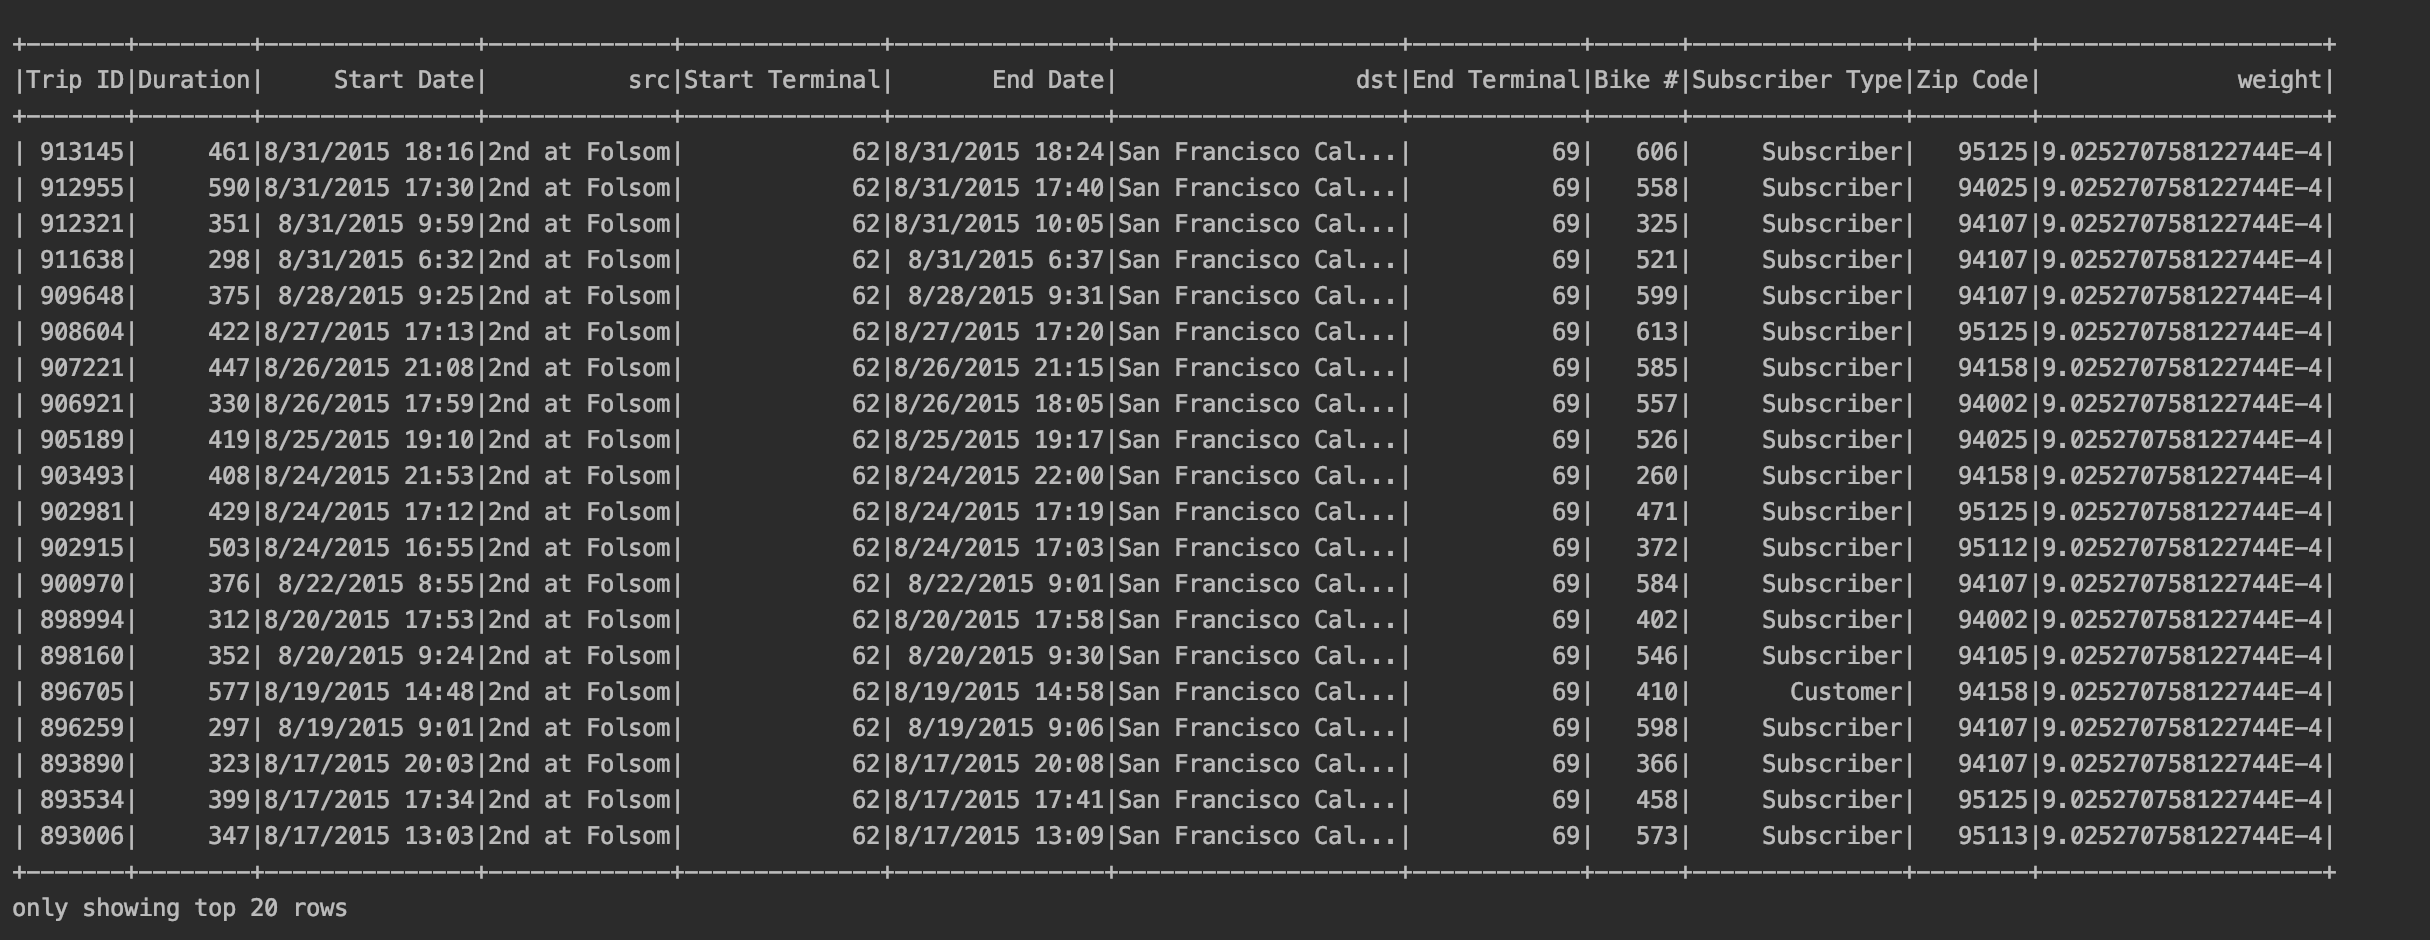 +-------+--------+---------------+-------------+--------------+---------------+--------------------+------------+------+---------------+--------+--------------------+
|Trip ID|Duration|     Start Date|          src|Start Terminal|       End Date|                 dst|End Terminal|Bike #|Subscriber Type|Zip Code|              weight|
+-------+--------+---------------+-------------+--------------+---------------+--------------------+------------+------+---------------+--------+--------------------+
| 913145|     461|8/31/2015 18:16|2nd at Folsom|            62|8/31/2015 18:24|San Francisco Cal...|          69|   606|     Subscriber|   95125|9.025270758122744E-4|
| 912955|     590|8/31/2015 17:30|2nd at Folsom|            62|8/31/2015 17:40|San Francisco Cal...|          69|   558|     Subscriber|   94025|9.025270758122744E-4|
| 912321|     351| 8/31/2015 9:59|2nd at Folsom|            62|8/31/2015 10:05|San Francisco Cal...|          69|   325|     Subscriber|   94107|9.025270758122744E-4|
| 911638|     298| 8/31/2015 6:32|2nd at Folsom|            62| 8/31/2015 6:37|San Francisco Cal...|          69|   521|     Subscriber|   94107|9.025270758122744E-4|
| 909648|     375| 8/28/2015 9:25|2nd at Folsom|            62| 8/28/2015 9:31|San Francisco Cal...|          69|   599|     Subscriber|   94107|9.025270758122744E-4|
| 908604|     422|8/27/2015 17:13|2nd at Folsom|            62|8/27/2015 17:20|San Francisco Cal...|          69|   613|     Subscriber|   95125|9.025270758122744E-4|
| 907221|     447|8/26/2015 21:08|2nd at Folsom|            62|8/26/2015 21:15|San Francisco Cal...|          69|   585|     Subscriber|   94158|9.025270758122744E-4|
| 906921|     330|8/26/2015 17:59|2nd at Folsom|            62|8/26/2015 18:05|San Francisco Cal...|          69|   557|     Subscriber|   94002|9.025270758122744E-4|
| 905189|     419|8/25/2015 19:10|2nd at Folsom|            62|8/25/2015 19:17|San Francisco Cal...|          69|   526|     Subscriber|   94025|9.025270758122744E-4|
| 903493|     408|8/24/2015 21:53|2nd at Folsom|            62|8/24/2015 22:00|San Francisco Cal...|          69|   260|     Subscriber|   94158|9.025270758122744E-4|
| 902981|     429|8/24/2015 17:12|2nd at Folsom|            62|8/24/2015 17:19|San Francisco Cal...|          69|   471|     Subscriber|   95125|9.025270758122744E-4|
| 902915|     503|8/24/2015 16:55|2nd at Folsom|            62|8/24/2015 17:03|San Francisco Cal...|          69|   372|     Subscriber|   95112|9.025270758122744E-4|
| 900970|     376| 8/22/2015 8:55|2nd at Folsom|            62| 8/22/2015 9:01|San Francisco Cal...|          69|   584|     Subscriber|   94107|9.025270758122744E-4|
| 898994|     312|8/20/2015 17:53|2nd at Folsom|            62|8/20/2015 17:58|San Francisco Cal...|          69|   402|     Subscriber|   94002|9.025270758122744E-4|
| 898160|     352| 8/20/2015 9:24|2nd at Folsom|            62| 8/20/2015 9:30|San Francisco Cal...|          69|   546|     Subscriber|   94105|9.025270758122744E-4|
| 896705|     577|8/19/2015 14:48|2nd at Folsom|            62|8/19/2015 14:58|San Francisco Cal...|          69|   410|       Customer|   94158|9.025270758122744E-4|
| 896259|     297| 8/19/2015 9:01|2nd at Folsom|            62| 8/19/2015 9:06|San Francisco Cal...|          69|   598|     Subscriber|   94107|9.025270758122744E-4|
| 893890|     323|8/17/2015 20:03|2nd at Folsom|            62|8/17/2015 20:08|San Francisco Cal...|          69|   366|     Subscriber|   94107|9.025270758122744E-4|
| 893534|     399|8/17/2015 17:34|2nd at Folsom|            62|8/17/2015 17:41|San Francisco Cal...|          69|   458|     Subscriber|   95125|9.025270758122744E-4|
| 893006|     347|8/17/2015 13:03|2nd at Folsom|            62|8/17/2015 13:09|San Francisco Cal...|          69|   573|     Subscriber|   95113|9.025270758122744E-4|
+-------+--------+---------------+-------------+--------------+---------------+--------------------+------------+------+---------------+--------+--------------------+
only showing top 20 rows